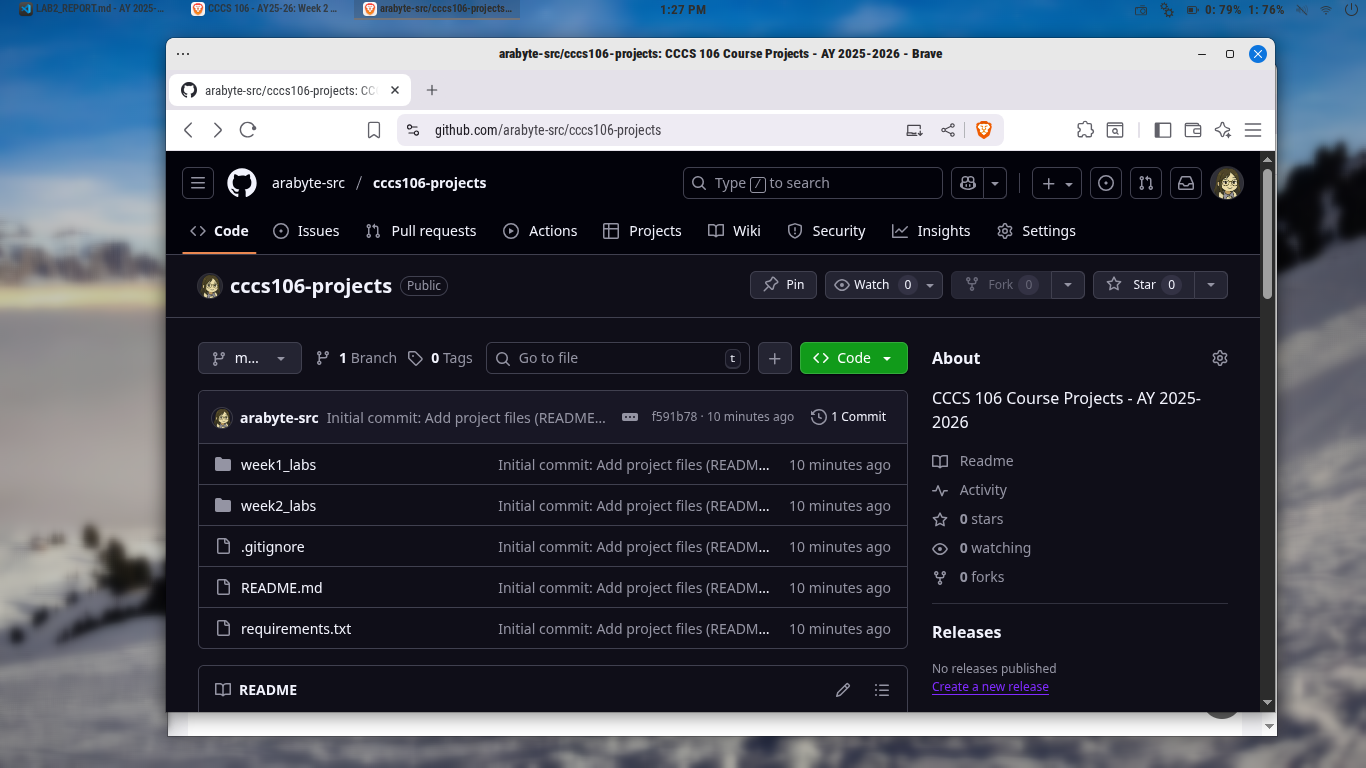 LAB2_REPORT.md - AY 2025-...
CCCS 106 - AY25-26: Week 2 ...
arabyte-src/cccs106-projects...
1:27 PM
0: 79% 1: 76%
arabyte-src/cccs106-projects: CCCS 106 Course Projects - AY 2025-2026 - Brave
arabyte-src/cccs106-projects: CC
github.com/arabyte-src/cccs106-projects
arabyte-src / cccs106-projects
Type / to search
Code Issues Pull requests Actions Projects Wiki Security Insights Settings
cccs106-projects Public
Pin Watch 0 Fork 0 Star 0
m... 1 Branch 0 Tags Go to file t Code
arabyte-src Initial commit: Add project files (README... f591b78 · 10 minutes ago 1 Commit
week1_labs Initial commit: Add project files (READM... 10 minutes ago
week2_labs Initial commit: Add project files (READM... 10 minutes ago
.gitignore Initial commit: Add project files (READM... 10 minutes ago
README.md Initial commit: Add project files (READM... 10 minutes ago
requirements.txt Initial commit: Add project files (READM... 10 minutes ago
README
About
CCCS 106 Course Projects - AY 2025-
2026
Readme
Activity
0 stars
0 watching
0 forks
Releases
No releases published
Create a new release